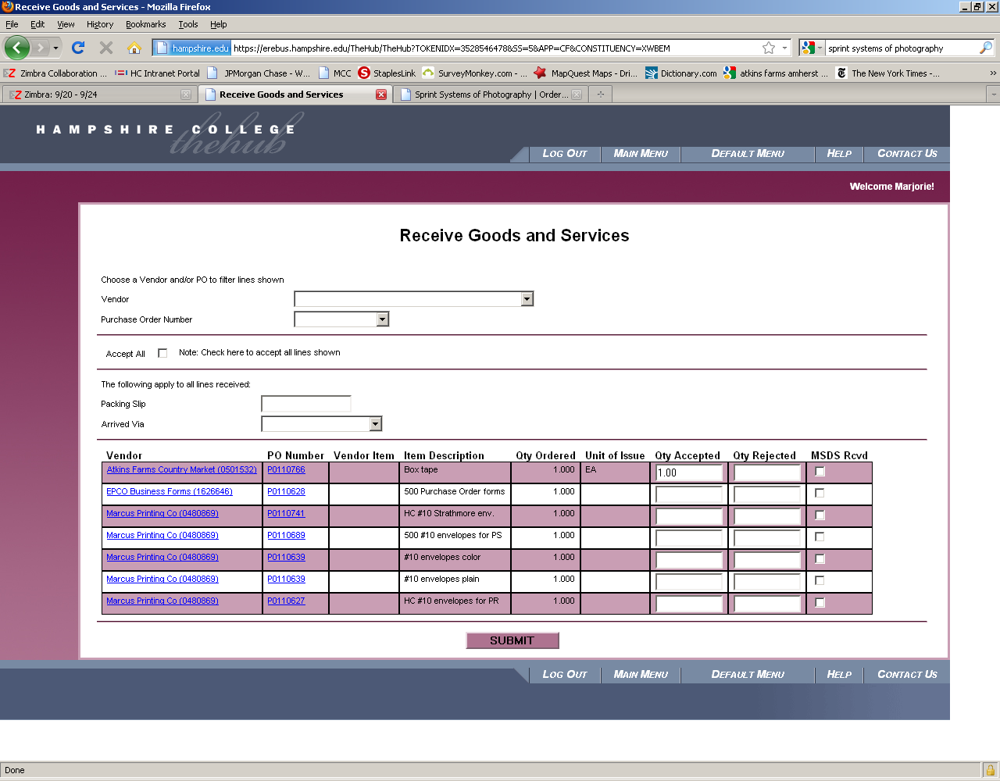 Receive Goods and Services - Mozilla Firefox
File Edit View History Bookmarks Tools Help
hampshire.edu https://erebus.hampshire.edu/TheHub/TheHub?TOKENIDX=3528546478&SS=5&APP=CF&CONSTITUENCY=XWBEM sprint systems of photography
Zimbra Collaboration ... HC Intranet Portal JPMorgan Chase - W... MCC StaplesLink SurveyMonkey.com - ... MapQuest Maps - Dri... Dictionary.com atkins farms amherst ... The New York Times -... »
Zimbra: 9/20 - 9/24 Receive Goods and Services Sprint Systems of Photography | Order...
HAMPSHIRE COLLEGE
thehub
LOG OUT MAIN MENU DEFAULT MENU HELP CONTACT US
Welcome Marjorie!
Receive Goods and Services
Choose a Vendor and/or PO to filter lines shown
Vendor
Purchase Order Number
Accept All Note: Check here to accept all lines shown
The following apply to all lines received:
Packing Slip
Arrived Via
Vendor PO Number Vendor Item Item Description Qty Ordered Unit of Issue Qty Accepted Qty Rejected MSDS Rcvd
Atkins Farms Country Market (0501532) P0110766 Box tape 1.000 EA 1.00
EPCO Business Forms (1626646) P0110628 500 Purchase Order forms 1.000
Marcus Printing Co (0480869) P0110741 HC #10 Strathmore env. 1.000
Marcus Printing Co (0480869) P0110689 500 #10 envelopes for PS 1.000
Marcus Printing Co (0480869) P0110639 #10 envelopes color 1.000
Marcus Printing Co (0480869) P0110639 #10 envelopes plain 1.000
Marcus Printing Co (0480869) P0110627 HC #10 envelopes for PR 1.000
SUBMIT
LOG OUT MAIN MENU DEFAULT MENU HELP CONTACT US
Done